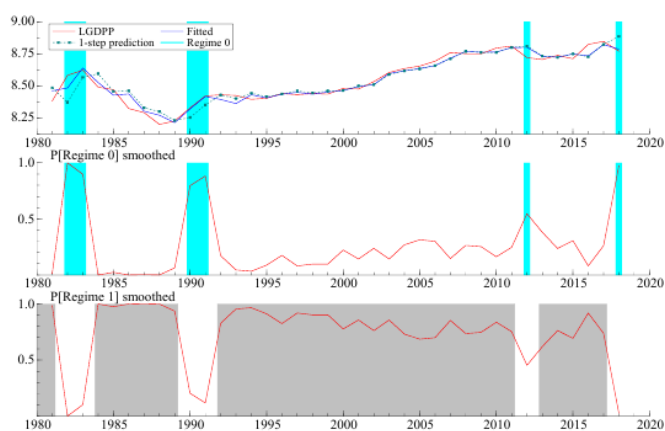 9.00
LGDPP Fitted
1-step prediction Regime 0
8.75
8.50
8.25
1980 1985 1990 1995 2000 2005 2010 2015 2020
P[Regime 0] smoothed
1.0
0.5
1980 1985 1990 1995 2000 2005 2010 2015 2020
P[Regime 1] smoothed
1.0
0.5
1980 1985 1990 1995 2000 2005 2010 2015 2020